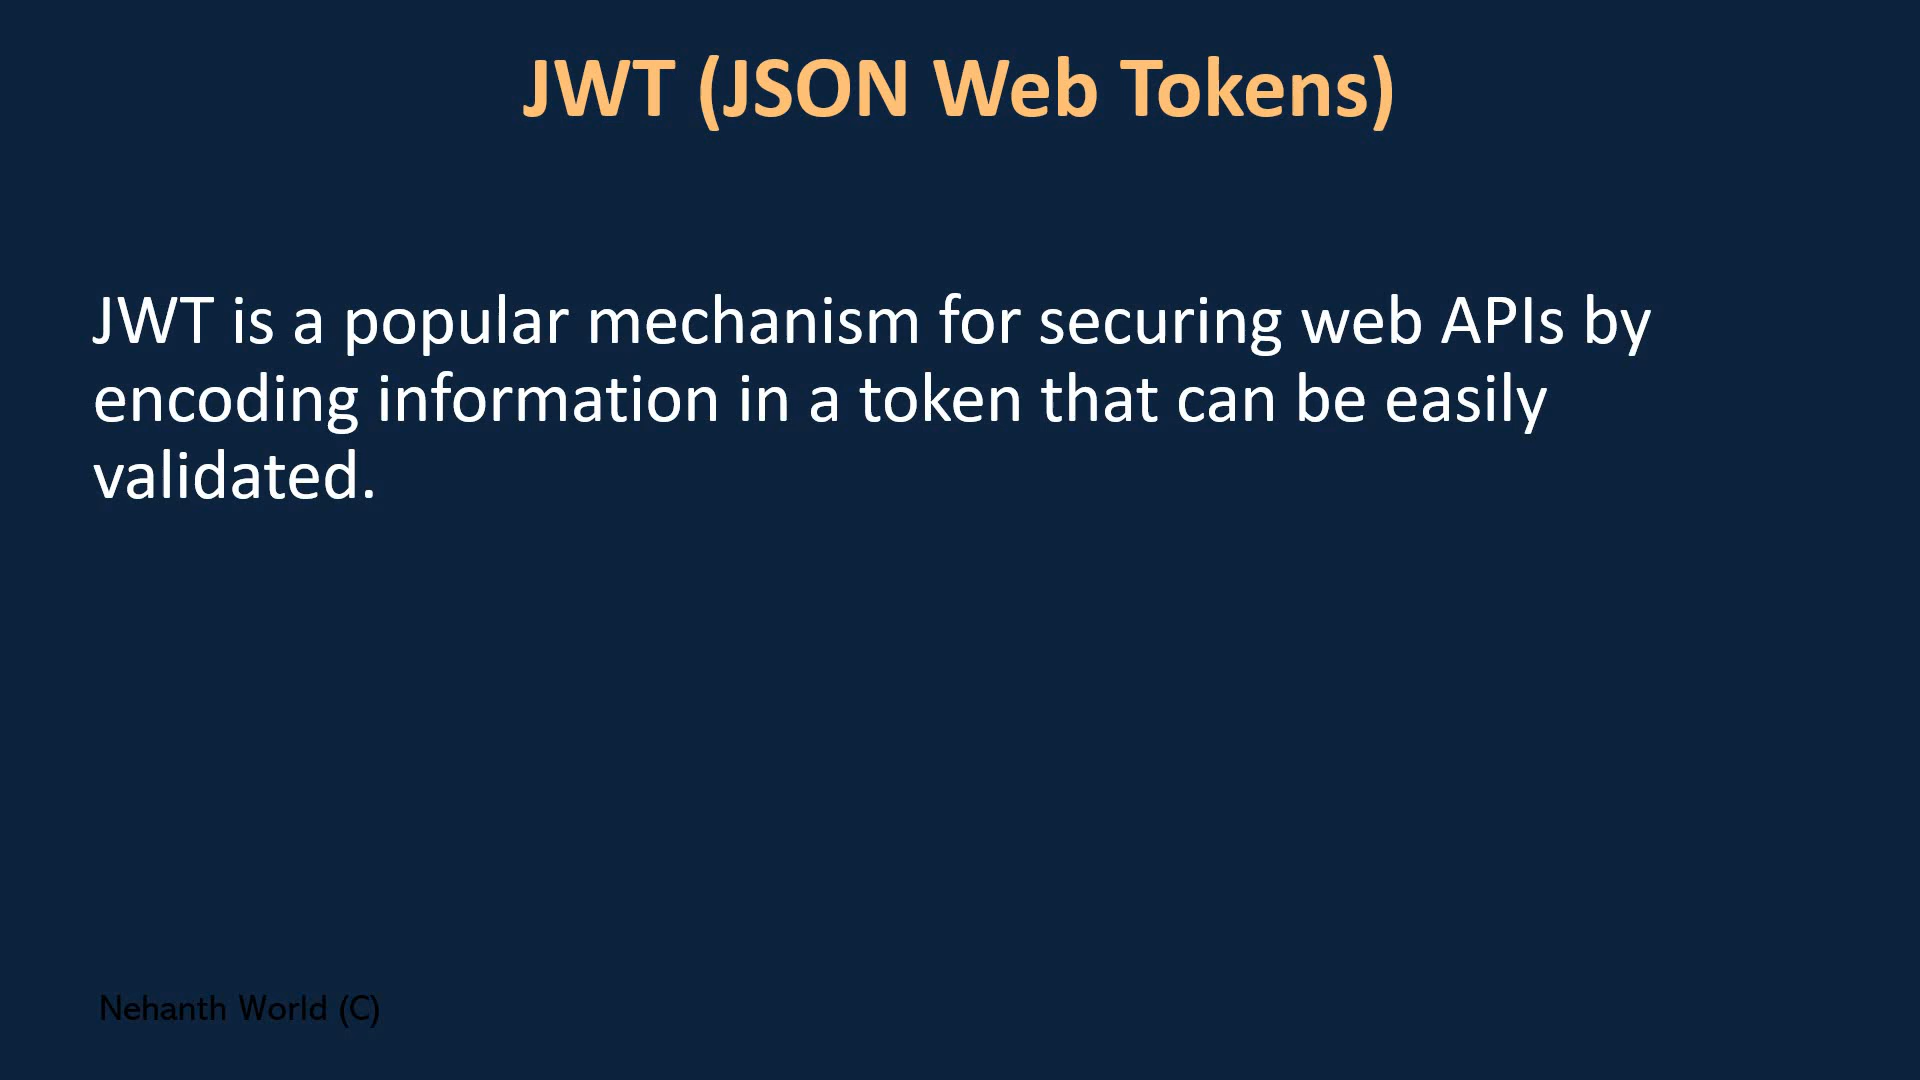 JWT (JSON Web Tokens)
JWT is a popular mechanism for securing web APIs by
encoding information in a token that can be easily
validated.
Nehanth World (C)